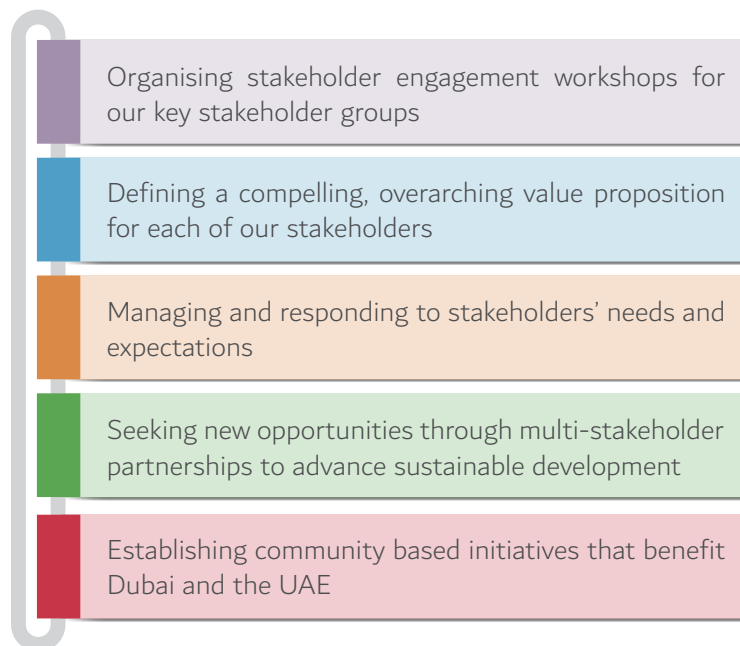 Organising stakeholder engagement workshops for
our key stakeholder groups
Defining a compelling, overarching value proposition
for each of our stakeholders
Managing and responding to stakeholders’ needs and
expectations
Seeking new opportunities through multi-stakeholder
partnerships to advance sustainable development
Establishing community based initiatives that benefit
Dubai and the UAE